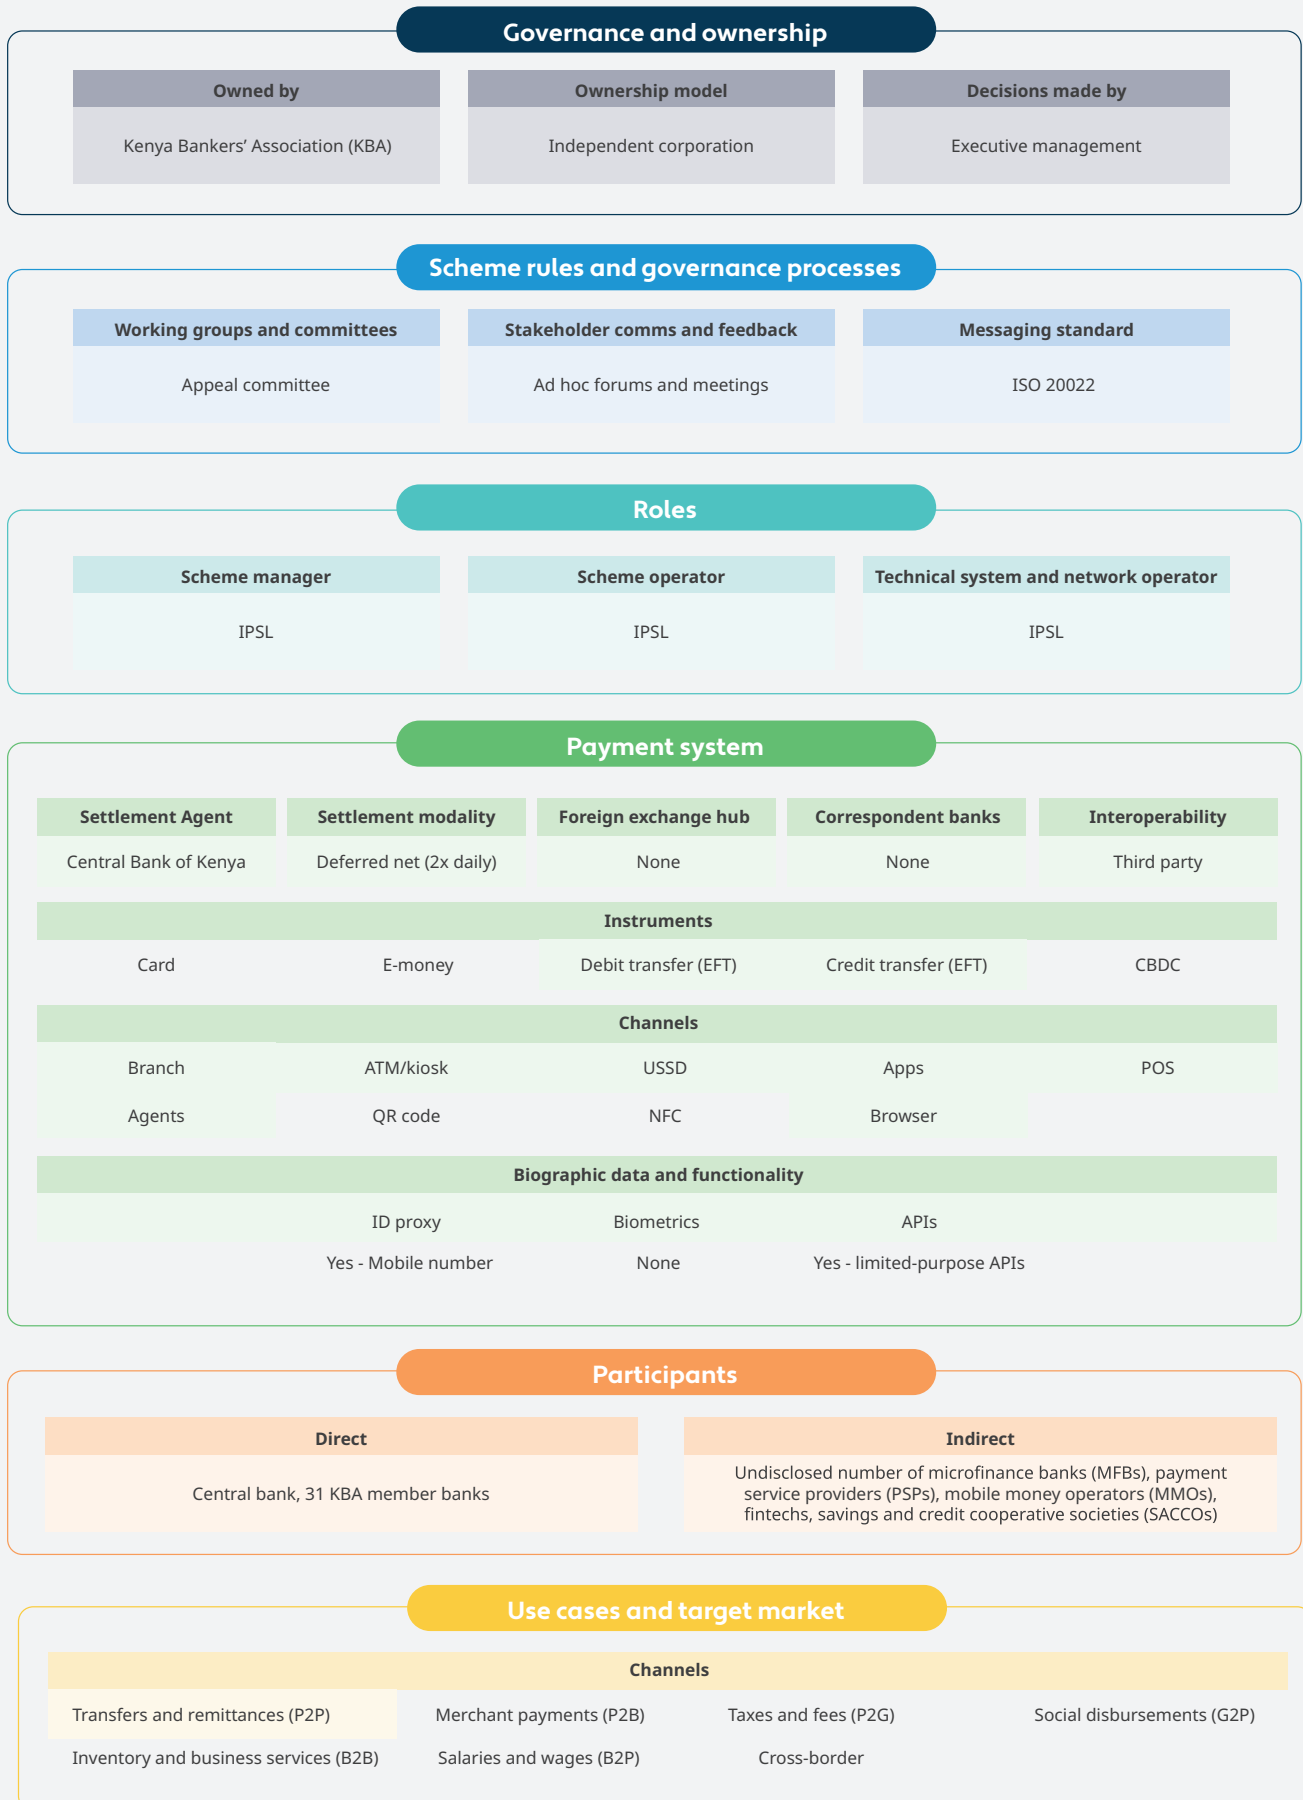 Governance and ownership
Owned by
Ownership model
Decisions made by
Kenya Bankers’ Association (KBA)
Independent corporation
Executive management
Scheme rules and governance processes
Working groups and committees
Stakeholder comms and feedback
Messaging standard
Appeal committee
Ad hoc forums and meetings
ISO 20022
Roles
Scheme manager
Scheme operator
Technical system and network operator
IPSL
IPSL
IPSL
Payment system
Settlement Agent
Settlement modality
Foreign exchange hub
Correspondent banks
Interoperability
Central Bank of Kenya
Deferred net (2x daily)
None
None
Third party
Instruments
Card
E-money
Debit transfer (EFT)
Credit transfer (EFT)
CBDC
Channels
Branch
ATM/kiosk
USSD
Apps
POS
Agents
QR code
NFC
Browser
Biographic data and functionality
ID proxy
Biometrics
APIs
Yes - Mobile number
None
Yes - limited-purpose APIs
Participants
Direct
Indirect
Central bank, 31 KBA member banks
Undisclosed number of microfinance banks (MFBs), payment
service providers (PSPs), mobile money operators (MMOs),
fintechs, savings and credit cooperative societies (SACCOs)
Use cases and target market
Channels
Transfers and remittances (P2P)
Merchant payments (P2B)
Taxes and fees (P2G)
Social disbursements (G2P)
Inventory and business services (B2B)
Salaries and wages (B2P)
Cross-border